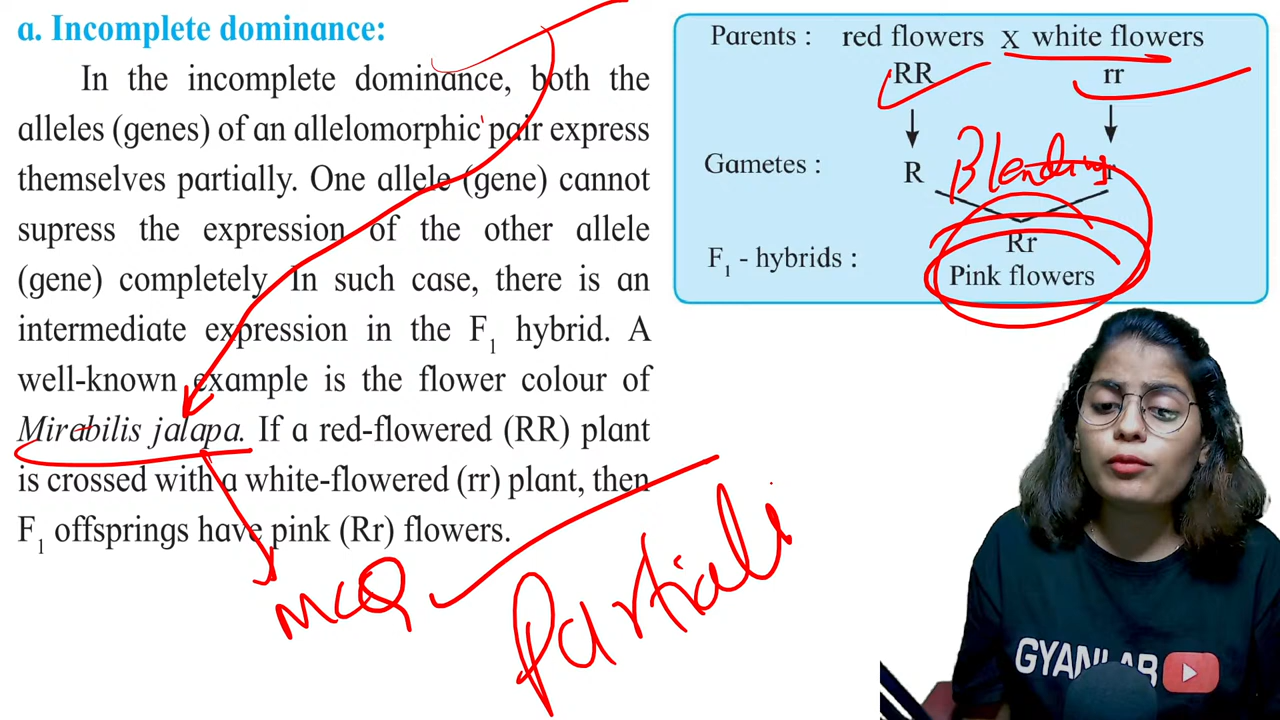 a. Incomplete dominance:
In the incomplete dominance, both the
alleles (genes) of an allelomorphic pair express
themselves partially. One allele (gene) cannot
supress the expression of the other allele
(gene) completely. In such case, there is an
intermediate expression in the F1 hybrid. A
well-known example is the flower colour of
Mirabilis jalapa. If a red-flowered (RR) plant
is crossed with a white-flowered (rr) plant, then
F1 offsprings have pink (Rr) flowers.
MCQ
Partiali
Parents : red flowers X white flowers
RR rr
Gametes : R r
Blending
Rr
F1 - hybrids : Pink flowers
GYANLAB